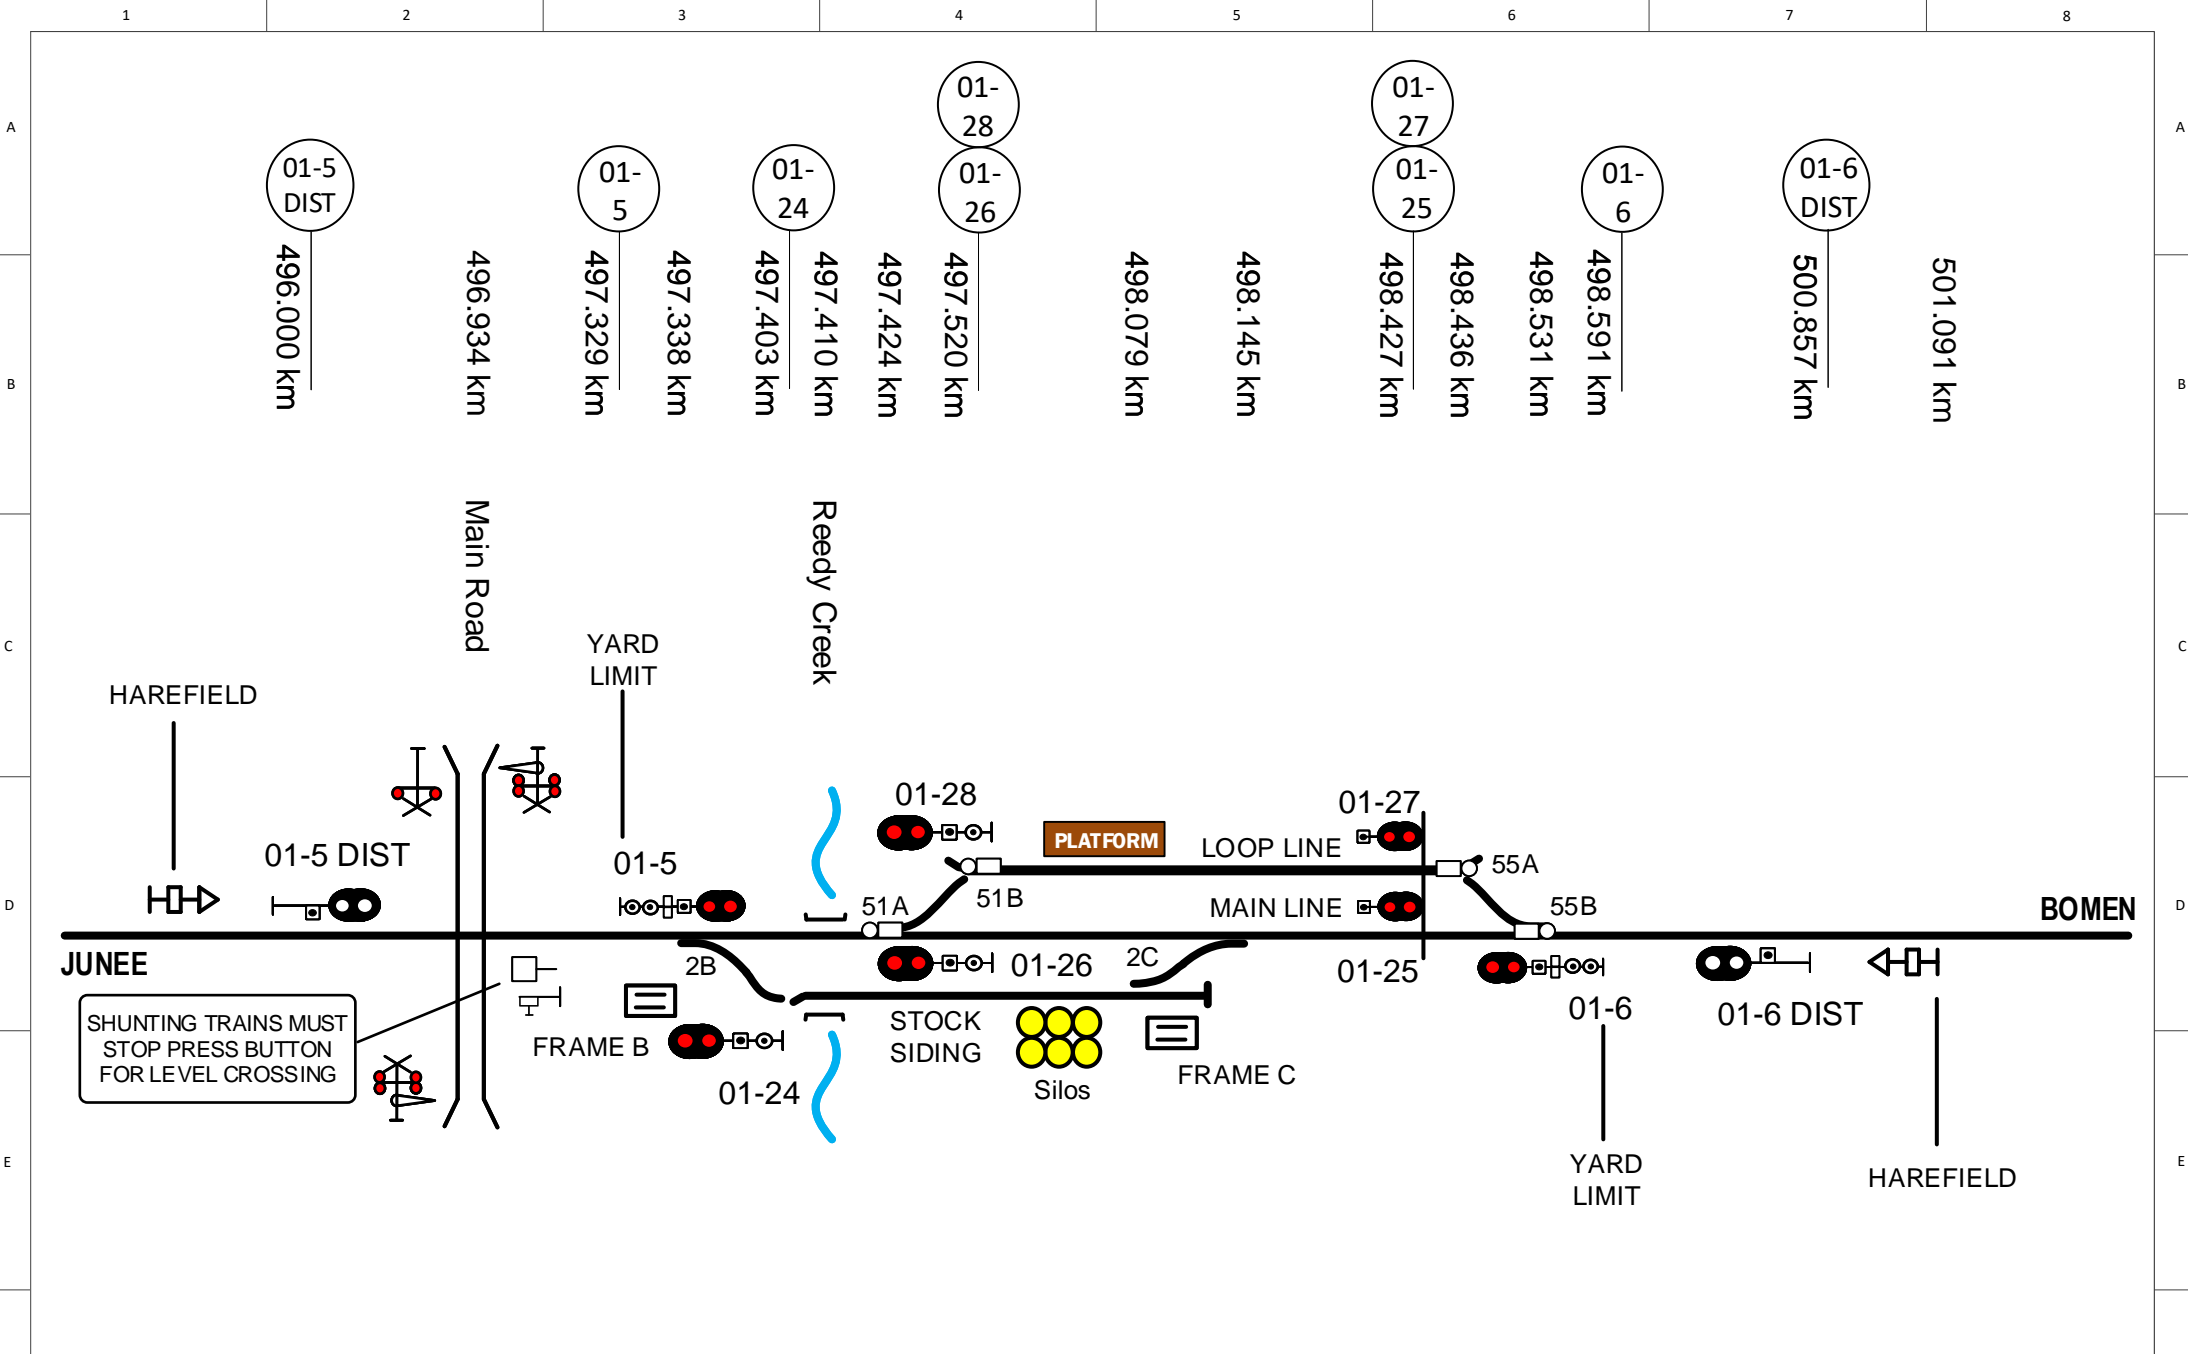 1 2 3 4 5 6 7 8
A A
01-
28
01-
27
01-5
DIST
01-
5
01-
24
01-
26
01-
25
01-
6
01-6
DIST
496.000 km
496.934 km
497.329 km
497.338 km
497.403 km
497.410 km
497.424 km
497.520 km
498.079 km
498.145 km
498.427 km
498.436 km
498.531 km
498.591 km
500.857 km
501.091 km
B B
Main Road
Reedy Creek
C C
YARD
LIMIT
HAREFIELD
01-28
01-27
PLATFORM
LOOP LINE
01-5 DIST
01-5
55A
51B
51A
MAIN LINE
55B
D D
BOMEN
JUNEE
2B
01-26
2C
01-25
01-6
01-6 DIST
SHUNTING TRAINS MUST
STOP PRESS BUTTON
FOR LEVEL CROSSING
FRAME B
STOCK
SIDING
01-24
Silos
FRAME C
E E
YARD
LIMIT
HAREFIELD